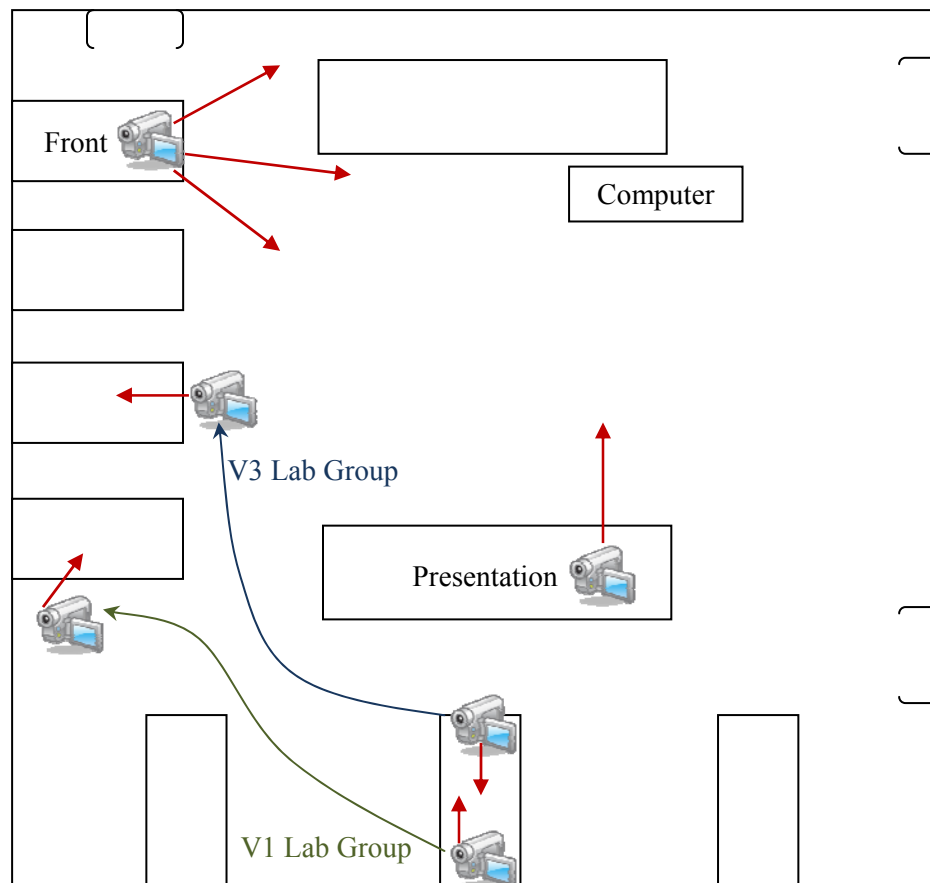 Front
Computer
V3 Lab Group
Presentation
V1 Lab Group